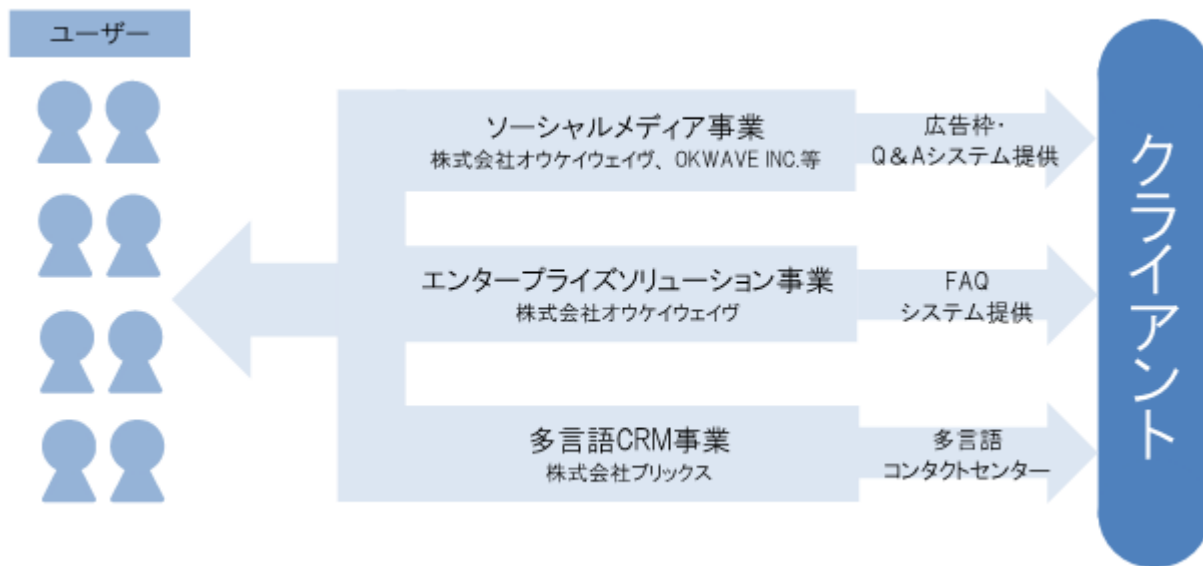 ユーザー
ソーシャルメディア事業
株式会社オウケイウェイヴ、OKWAVE INC.等
広告枠・
Q&Aシステム提供
エンタープライズソリューション事業
株式会社オウケイウェイヴ
FAQ
システム提供
多言語CRM事業
株式会社ブリックス
多言語
コンタクトセンター
クライアント